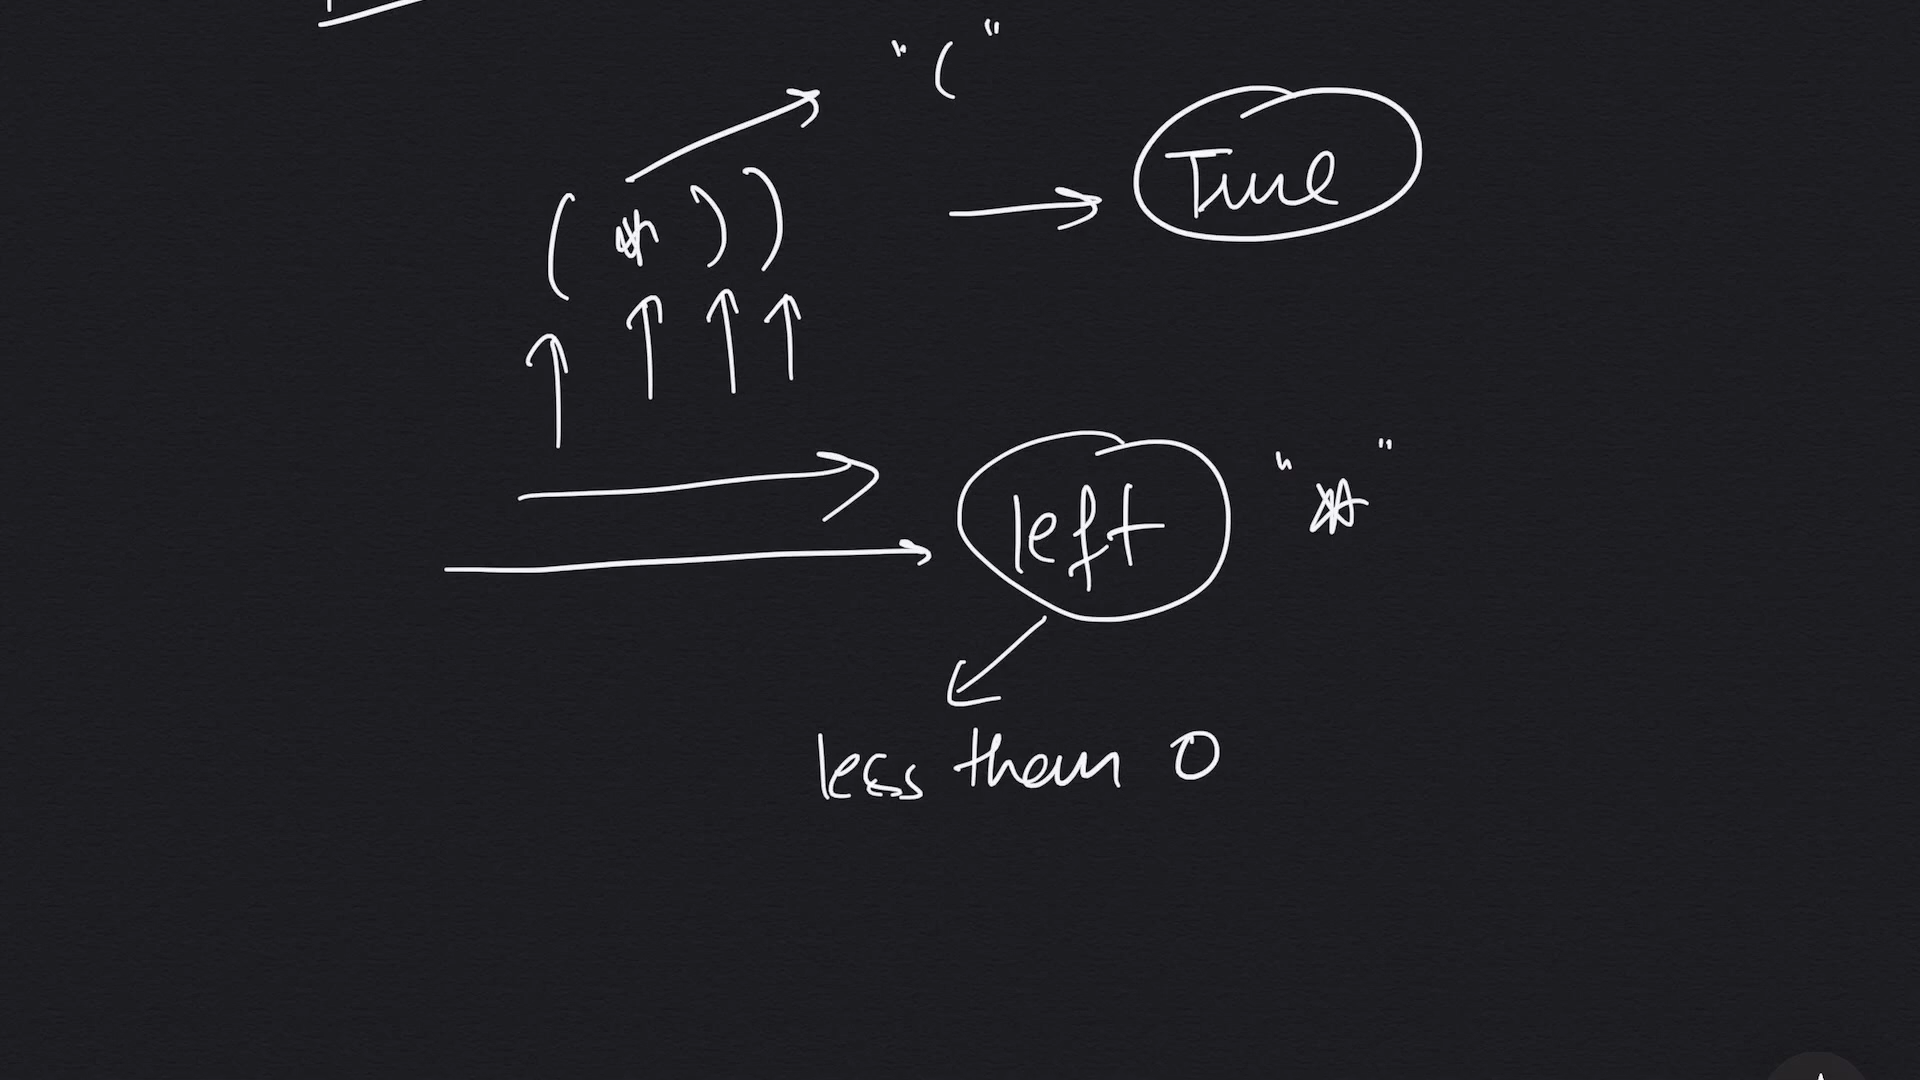 "("
(*)) True
left "*"
less than 0